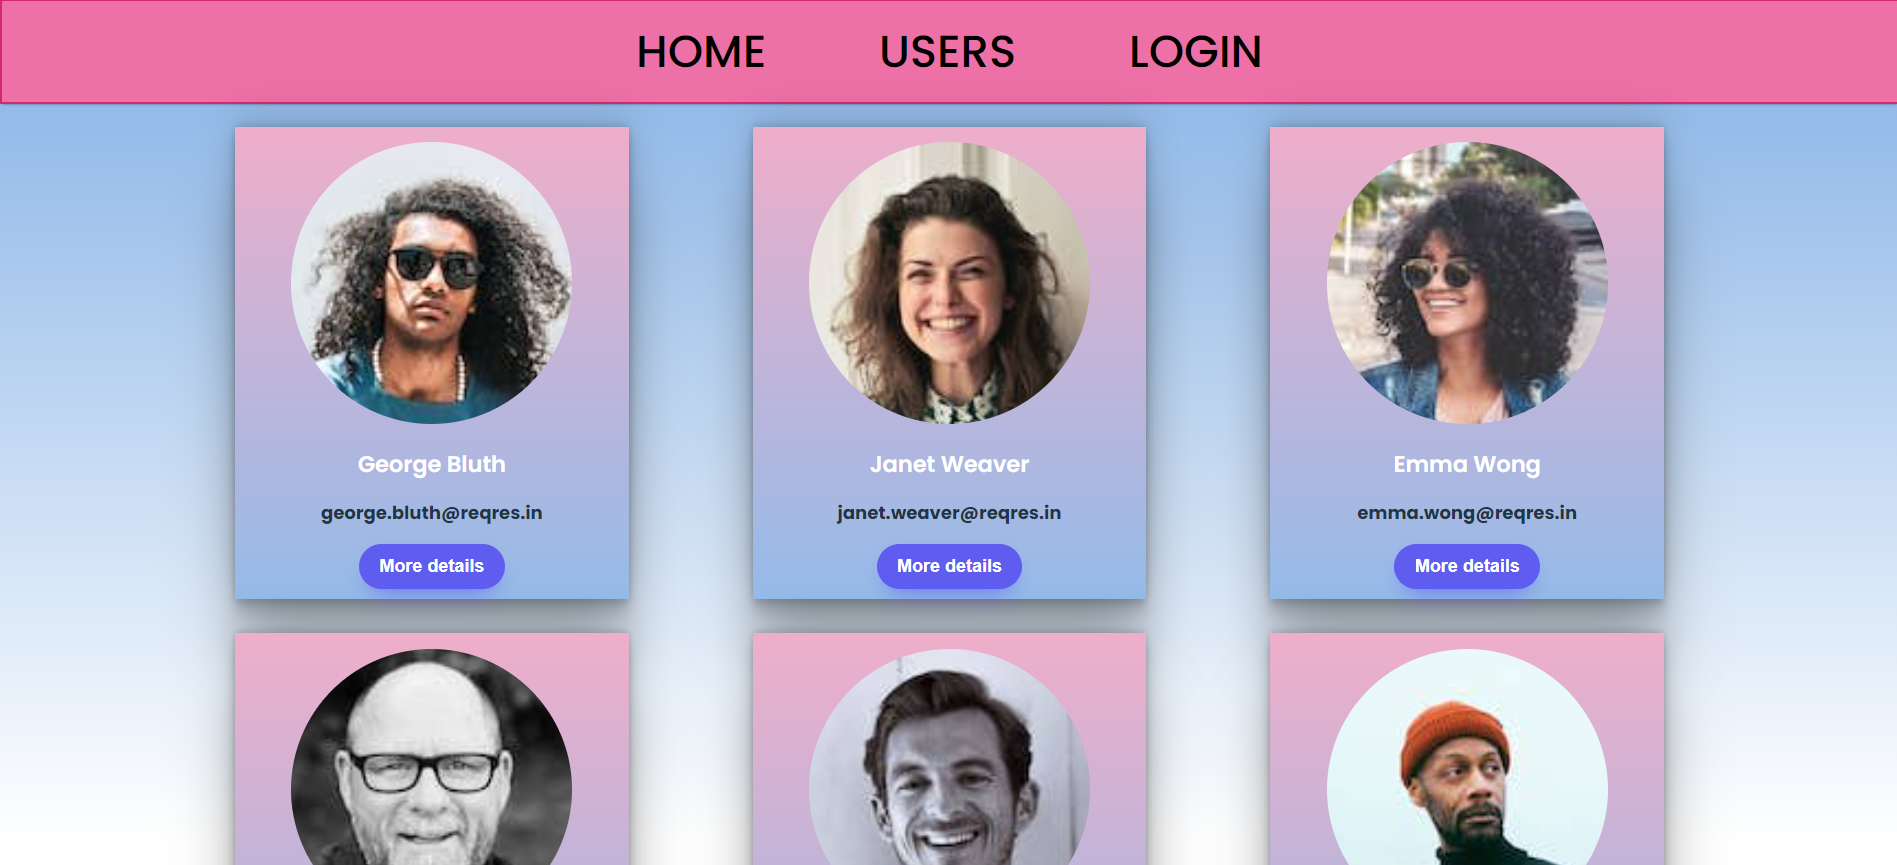 HOME USERS LOGIN
George Bluth
george.bluth@reqres.in
More details
Janet Weaver
janet.weaver@reqres.in
More details
Emma Wong
emma.wong@reqres.in
More details